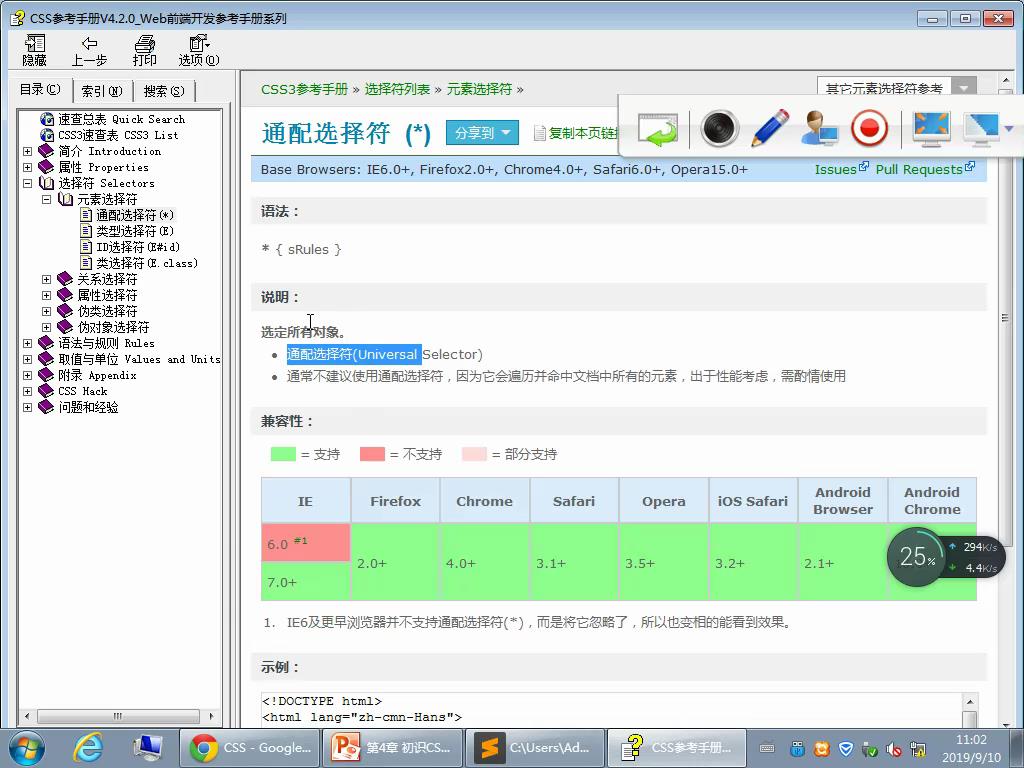 CSS参考手册V4.2.0_Web前端开发参考手册系列
隐藏 上一步 打印 选项(O)
目录(C) 索引(N) 搜索(S)
速查总表 Quick Search
CSS3速查表 CSS3 List
简介 Introduction
属性 Properties
选择符 Selectors
元素选择符
通配选择符(*)
类型选择符(E)
ID选择符(E#id)
类选择符(E.class)
关系选择符
属性选择符
伪类选择符
伪对象选择符
语法与规则 Rules
取值与单位 Values and Units
附录 Appendix
CSS Hack
问题和经验
CSS3参考手册 » 选择符列表 » 元素选择符 »
其它元素选择符参考
通配选择符 (*) 分享到 复制本页链
Base Browsers: IE6.0+, Firefox2.0+, Chrome4.0+, Safari6.0+, Opera15.0+
Issues Pull Requests
语法：
* { sRules }
说明：
选定所有对象。
通配选择符(Universal Selector)
通常不建议使用通配选择符，因为它会遍历并命中文档中所有的元素，出于性能考虑，需酌情使用
兼容性：
= 支持 = 不支持 = 部分支持
IE Firefox Chrome Safari Opera iOS Safari Android Browser Android Chrome
6.0 #1 2.0+ 4.0+ 3.1+ 3.5+ 3.2+ 2.1+
7.0+
25% 294K/s
4.4K/s
1. IE6及更早浏览器并不支持通配选择符(*)，而是将它忽略了，所以也变相的能看到效果。
示例：
<!DOCTYPE html>
<html lang="zh-cmn-Hans">
CSS - Google... 第4章 初识CS... C:\Users\Ad... CSS参考手册...
11:02
2019/9/10